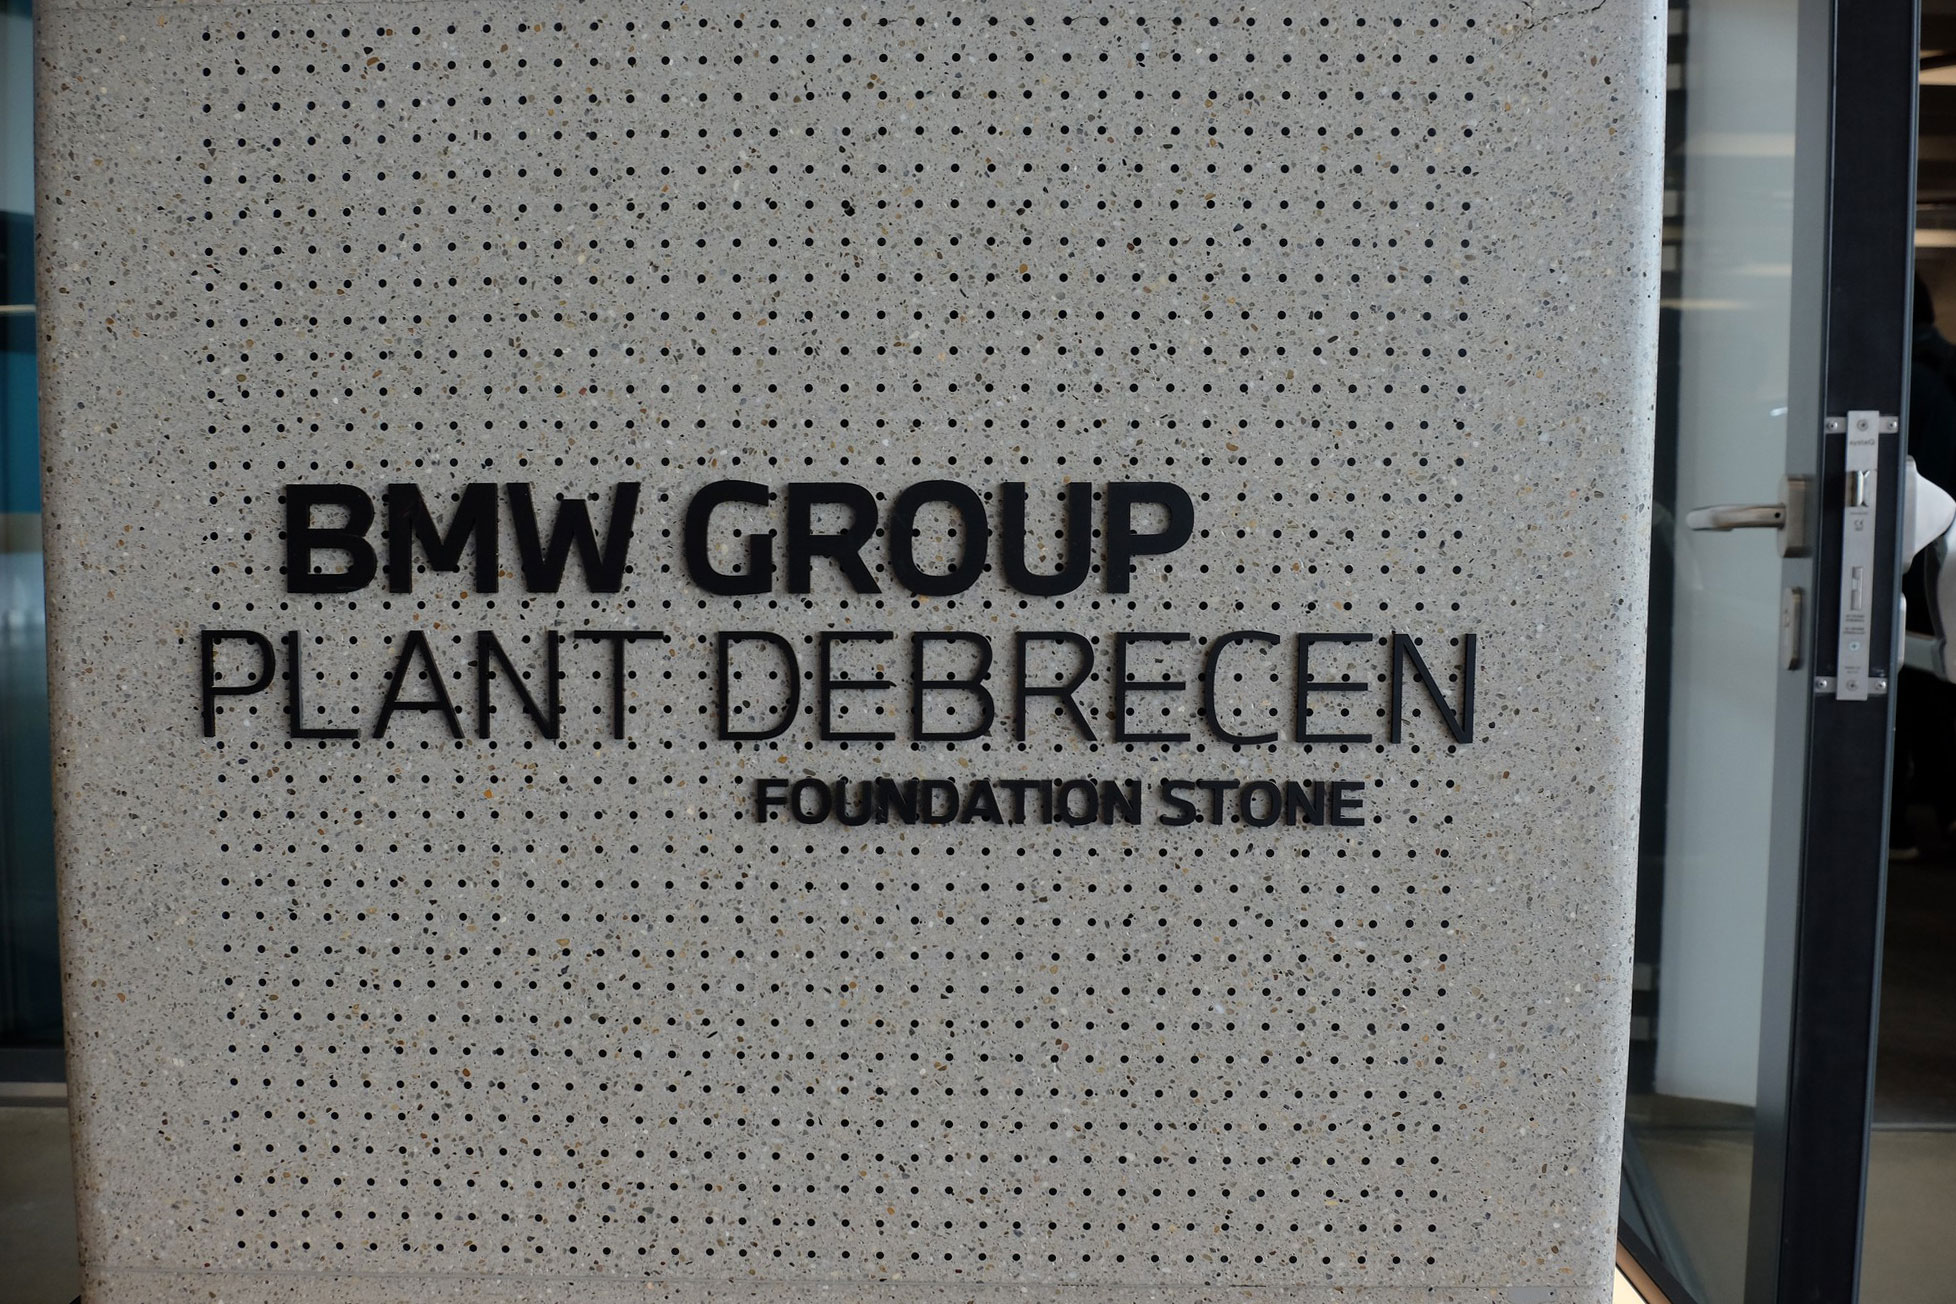 BMW GROUP
PLANT DEBRECEN
FOUNDATION STONE